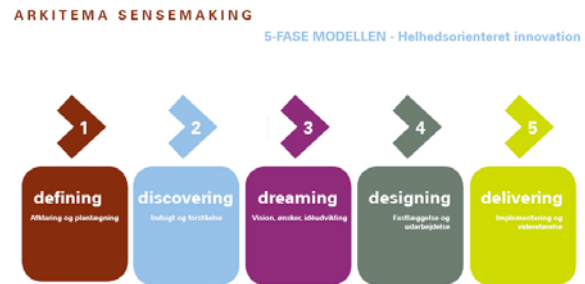 ARKITEMA SENSEMAKING
5-FASE MODELLEN - Helhedsorienteret innovation
1
2
3
4
5
defining
Afklaring og planlægning
discovering
Indsigt og forståelse
dreaming
Vision, ønsker, idéudvikling
designing
Fastlæggelse og
udarbejdelse
delivering
Implementering og
videreførelse